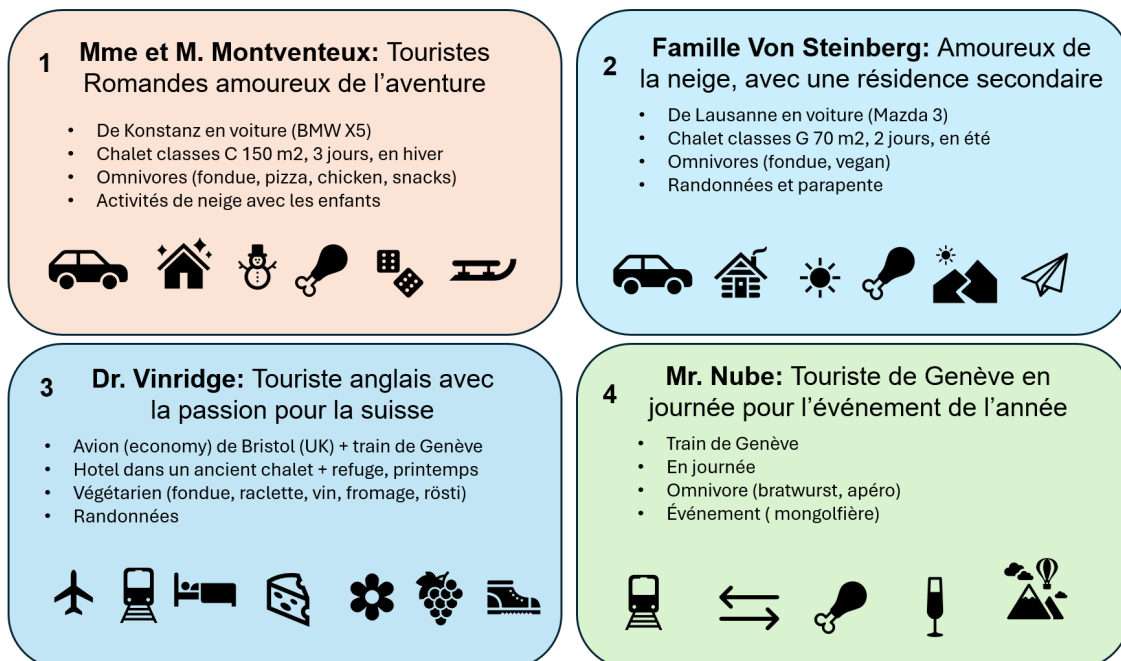 1
Mme et M. Montventeux: Touristes
Romandes amoureux de l’aventure
• De Konstanz en voiture (BMW X5)
• Chalet classes C 150 m2, 3 jours, en hiver
• Omnivores (fondue, pizza, chicken, snacks)
• Activités de neige avec les enfants
2
Famille Von Steinberg: Amoureux de
la neige, avec une résidence secondaire
• De Lausanne en voiture (Mazda 3)
• Chalet classes G 70 m2, 2 jours, en été
• Omnivores (fondue, vegan)
• Randonnées et parapente
3
Dr. Vinridge: Touriste anglais avec
la passion pour la suisse
• Avion (economy) de Bristol (UK) + train de Genève
• Hotel dans un ancient chalet + refuge, printemps
• Végétarien (fondue, raclette, vin, fromage, rösti)
• Randonnées
4
Mr. Nube: Touriste de Genève en
journée pour l’événement de l’année
• Train de Genève
• En journée
• Omnivore (bratwurst, apéro)
• Événement ( mongolfière)